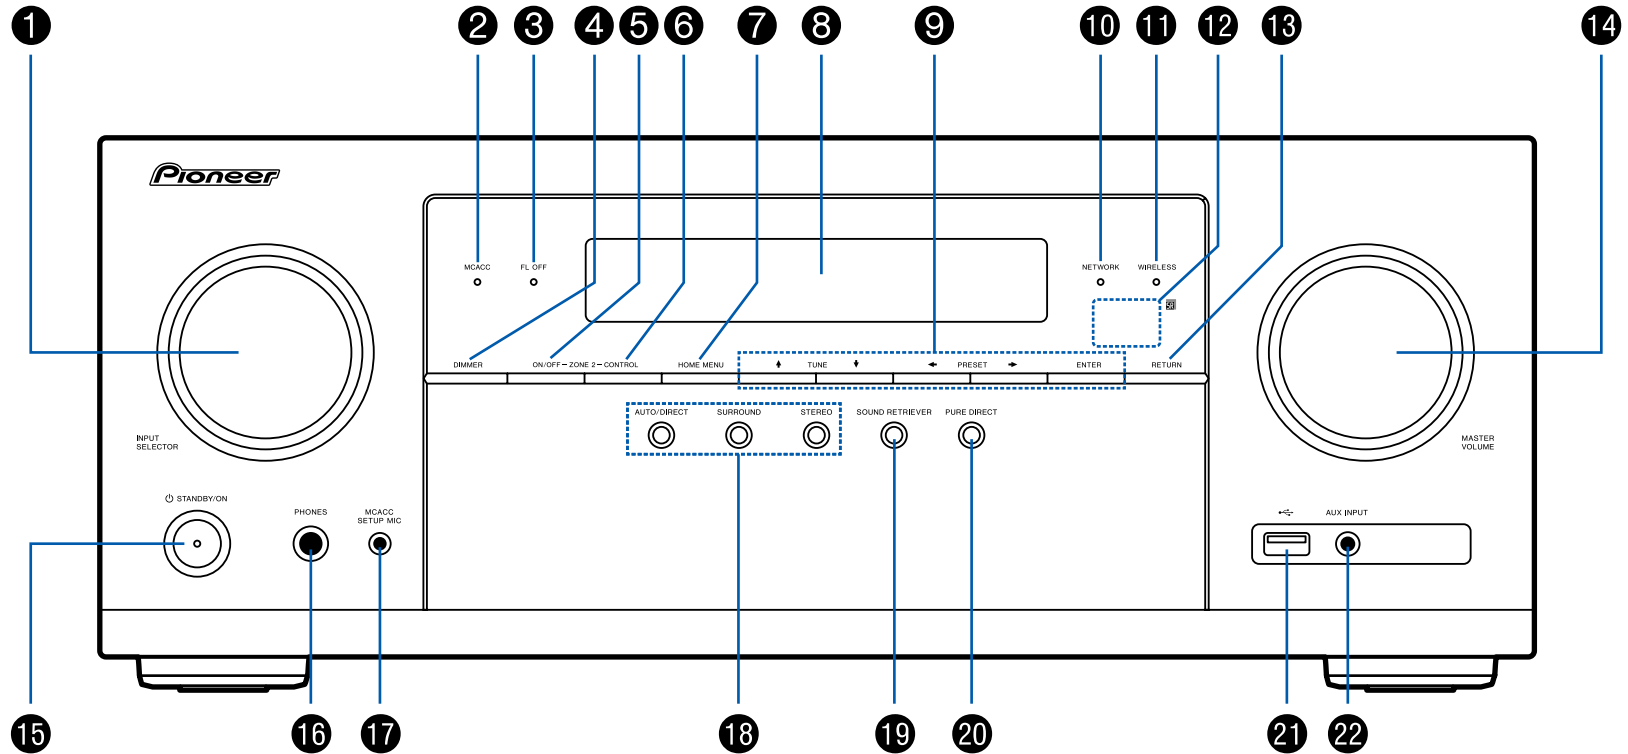 1 2 3 4 5 6 7 8 9 10 11 12 13 14
Pioneer
MCACC FL OFF NETWORK WIRELESS
DIMMER ON/OFF – ZONE 2 – CONTROL HOME MENU TUNE PRESET ENTER RETURN
AUTO/DIRECT SURROUND STEREO SOUND RETRIEVER PURE DIRECT
INPUT
SELECTOR
MASTER
VOLUME
STANDBY/ON
PHONES
MCACC
SETUP MIC
AUX INPUT
15 16 17 18 19 20 21 22